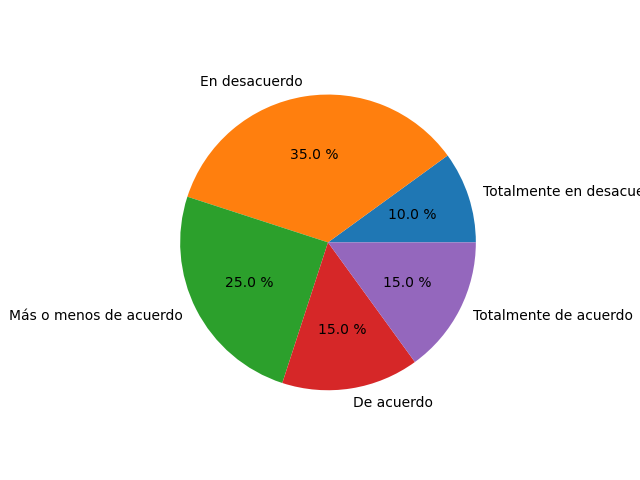 En desacuerdo
35.0 %
Totalmente en
10.0 %
25.0 %
15.0 %
Más o menos de acuerdo
Totalmente de acuerdo
15.0 %
De acuerdo